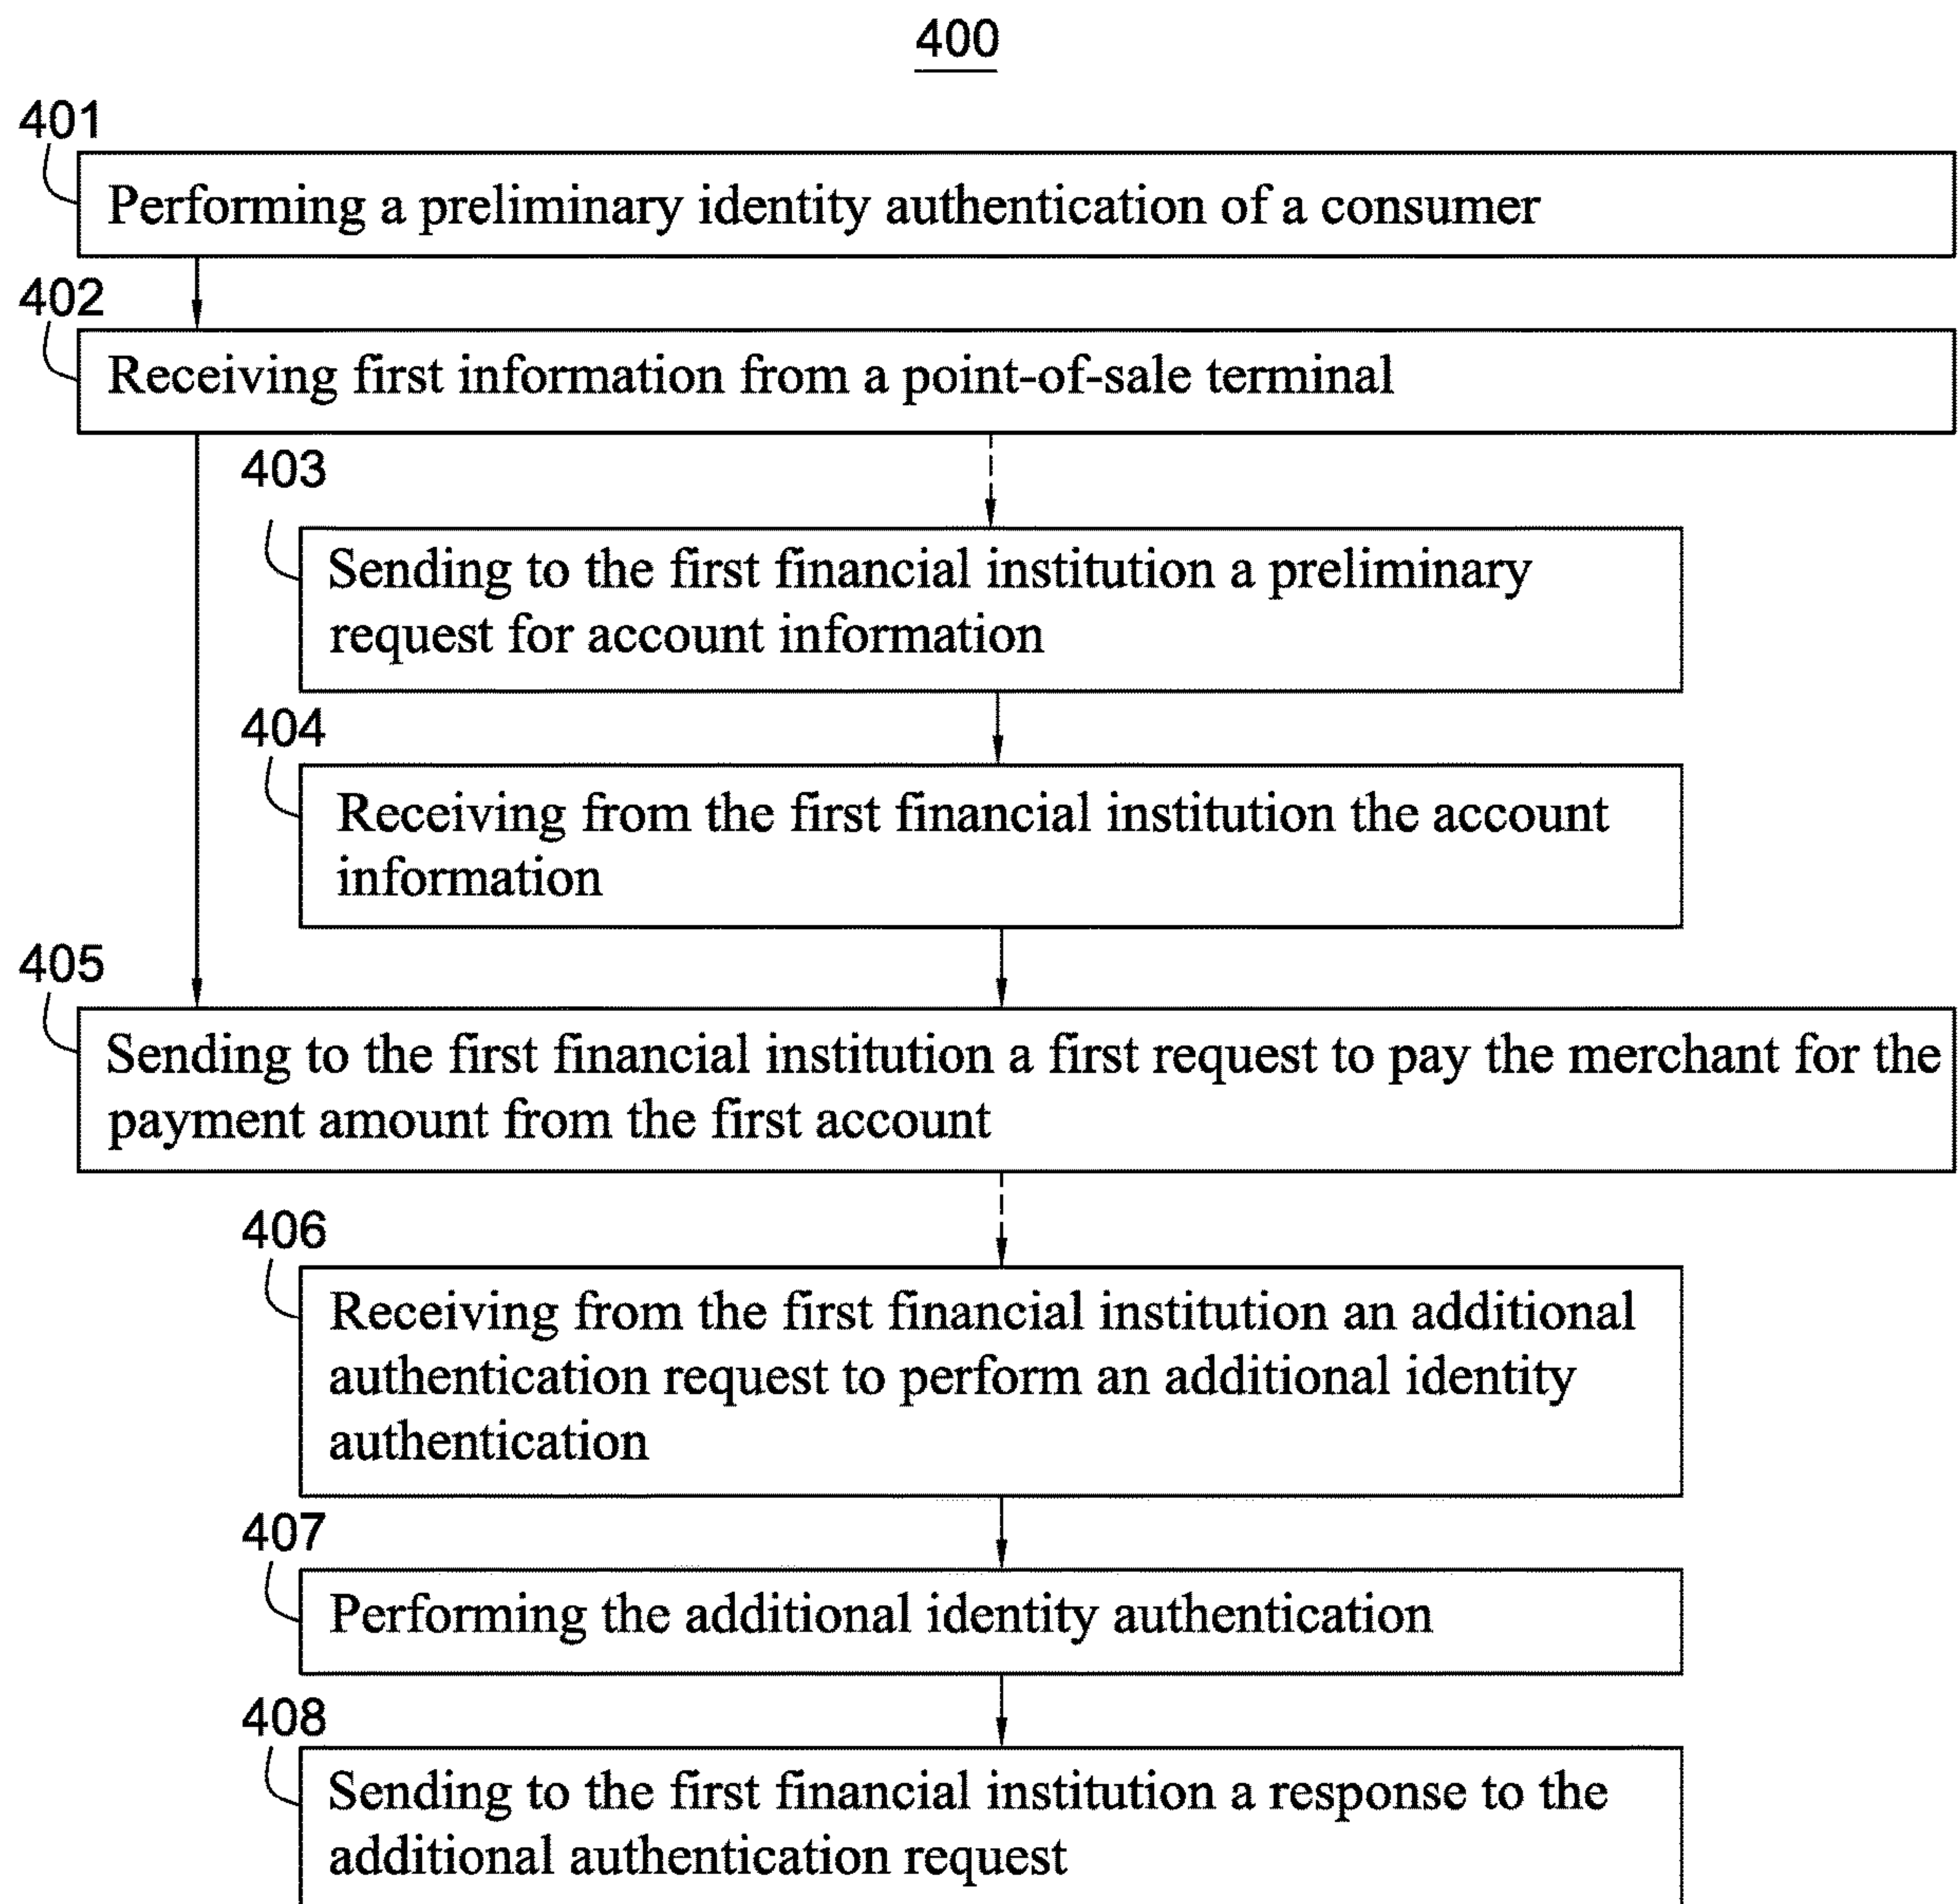 400
401
Performing a preliminary identity authentication of a consumer
402
Receiving first information from a point-of-sale terminal
403
Sending to the first financial institution a preliminary
request for account information
404
Receiving from the first financial institution the account
information
405
Sending to the first financial institution a first request to pay the merchant for the
payment amount from the first account
406
Receiving from the first financial institution an additional
authentication request to perform an additional identity
authentication
407
Performing the additional identity authentication
408
Sending to the first financial institution a response to the
additional authentication request